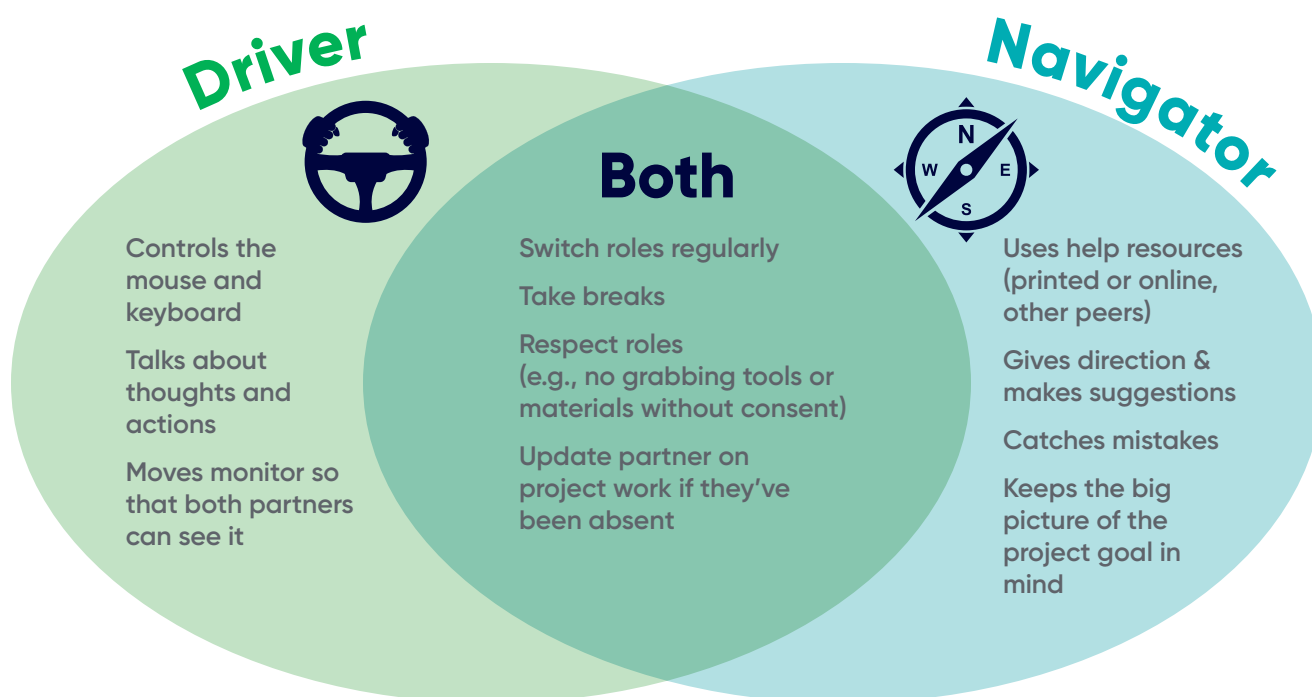 Driver
Controls the
mouse and
keyboard
Talks about
thoughts and
actions
Moves monitor so
that both partners
can see it
Both
Switch roles regularly
Take breaks
Respect roles
(e.g., no grabbing tools or
materials without consent)
Update partner on
project work if they’ve
been absent
Navigator
N
W
E
S
Uses help resources
(printed or online,
other peers)
Gives direction &
makes suggestions
Catches mistakes
Keeps the big
picture of the
project goal in
mind